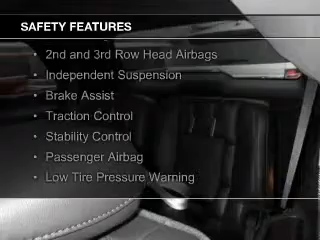 SAFETY FEATURES
• 2nd and 3rd Row Head Airbags
• Independent Suspension
• Brake Assist
• Traction Control
• Stability Control
• Passenger Airbag
• Low Tire Pressure Warning